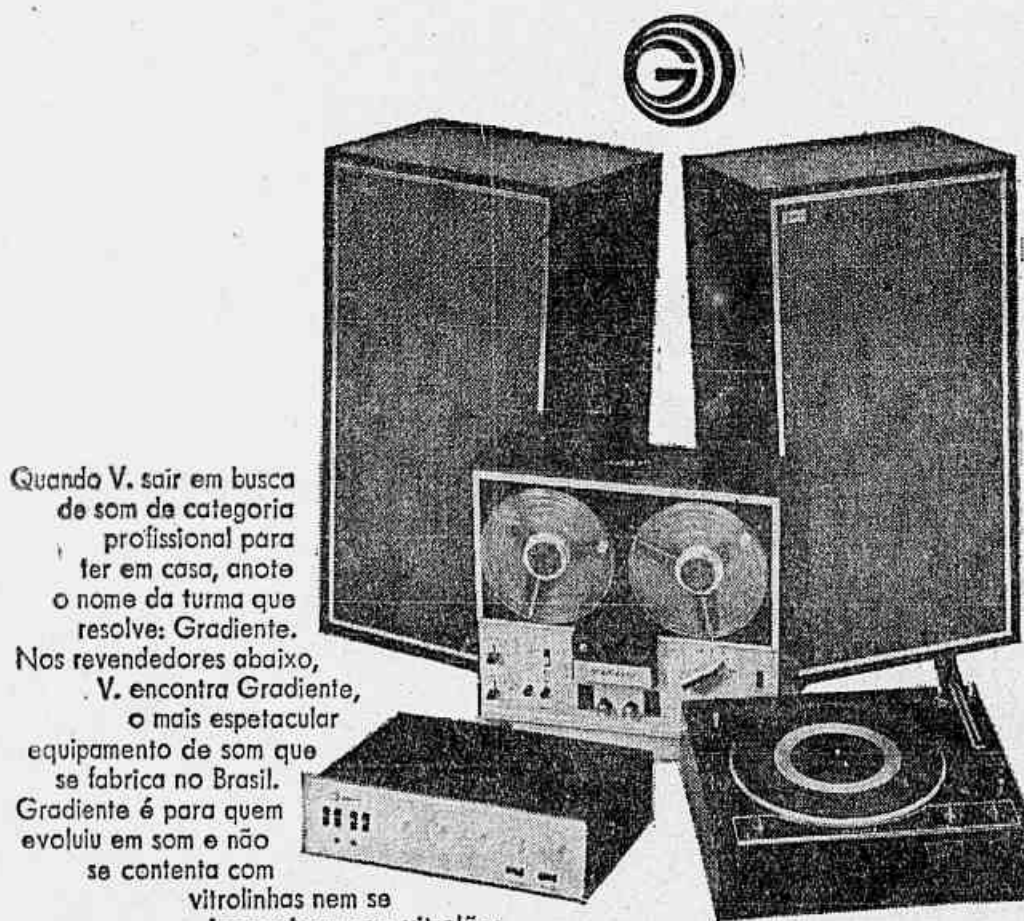 G
Quando V. sair em busca
de som de categoria
profissional para
ter em casa, anote
o nome da turma que
resolve: Gradiente.
Nos revendedores abaixo,
V. encontra Gradiente,
o mais espetacular
equipamento de som que
se fabrica no Brasil.
Gradiente é para quem
evoluiu em som e não
se contenta com
vitrolinhas nem se